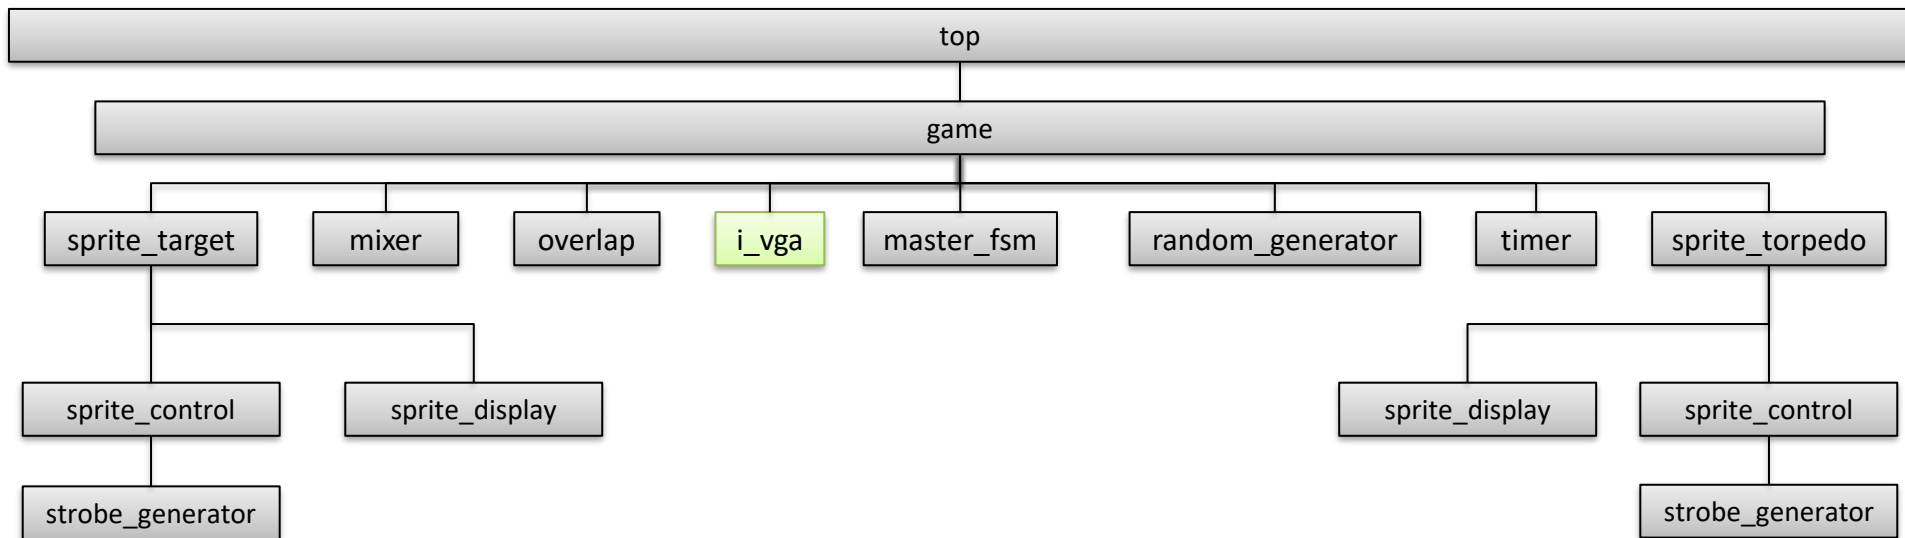 top
game
sprite_target
mixer
overlap
i_vga
master_fsm
random_generator
timer
sprite_torpedo
sprite_control
sprite_display
sprite_display
sprite_control
strobe_generator
strobe_generator